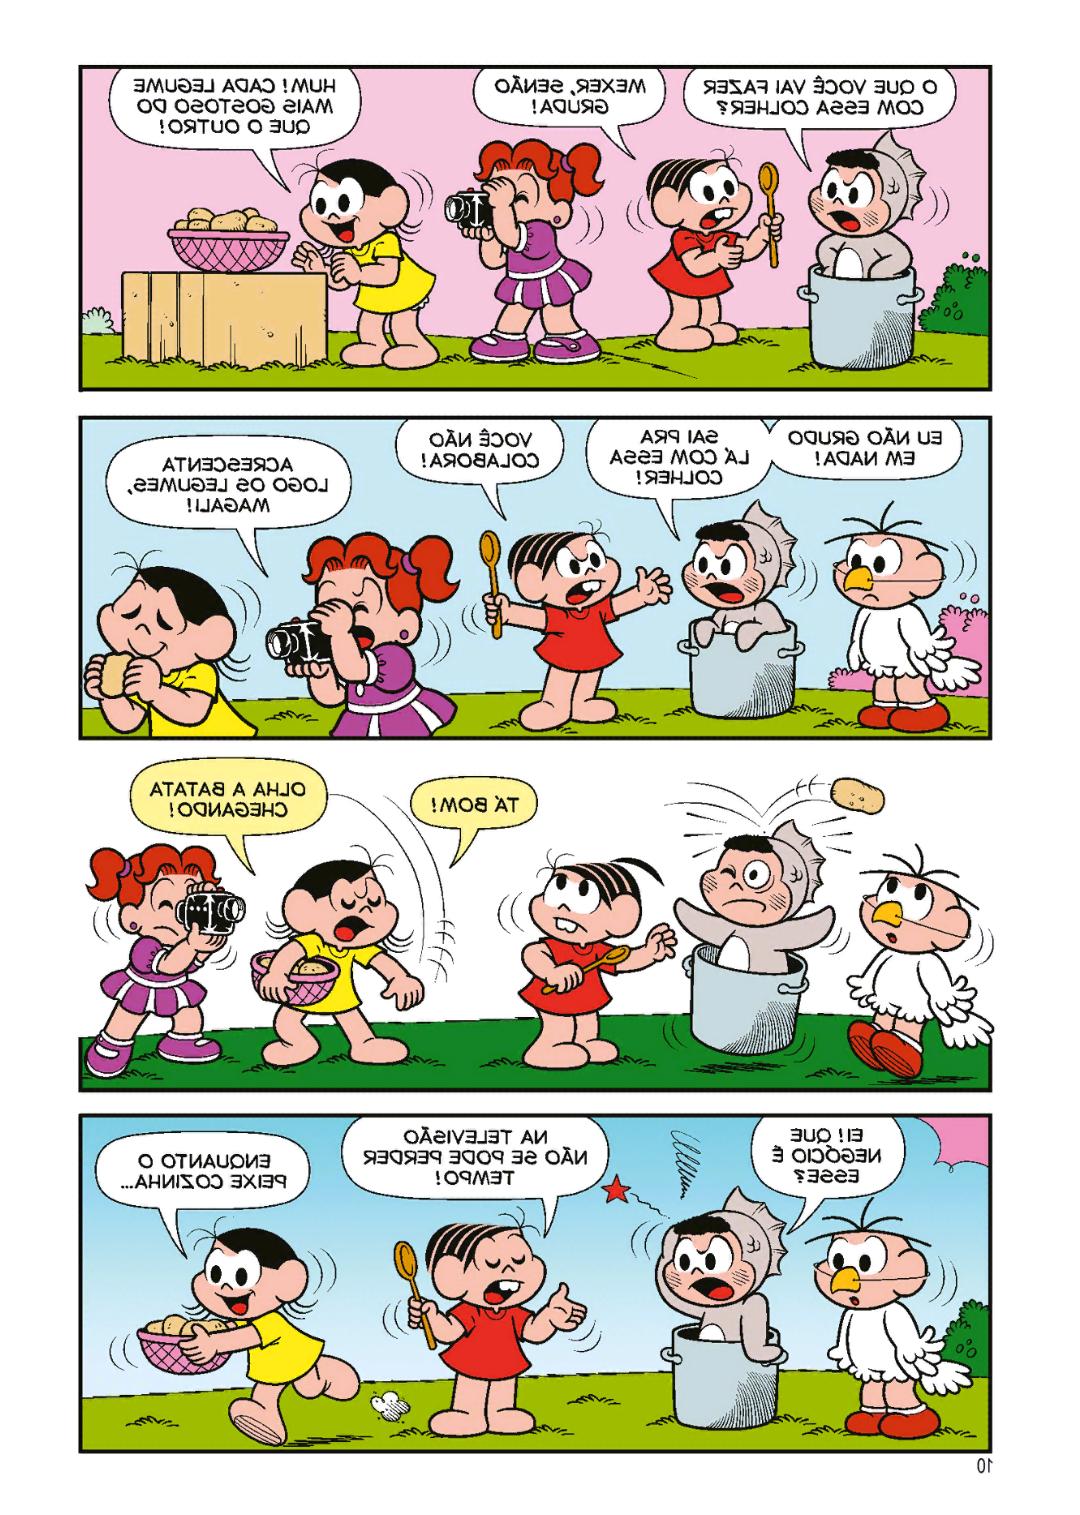 O QUE VOCÊ VAI FAZER
COM ESSA COLHER?
MEXER, SENÃO
GRUDA!
HUM! CADA LEGUME
MAIS GOSTOSO DO
QUE O OUTRO!
EU NÃO GRUDO
EM NADA!
SAI PRA
LÁ COM ESSA
COLHER!
VOCÊ NÃO
COLABORA!
ACRESCENTA
LOGO OS LEGUMES,
MAGALI!
TÁ BOM!
OLHA A BATATA
CHEGANDO!
EI! QUE
NEGÓCIO É
ESSE?
NA TELEVISÃO
NÃO SE PODE PERDER
TEMPO!
ENQUANTO O
PEIXE COZINHA...
10